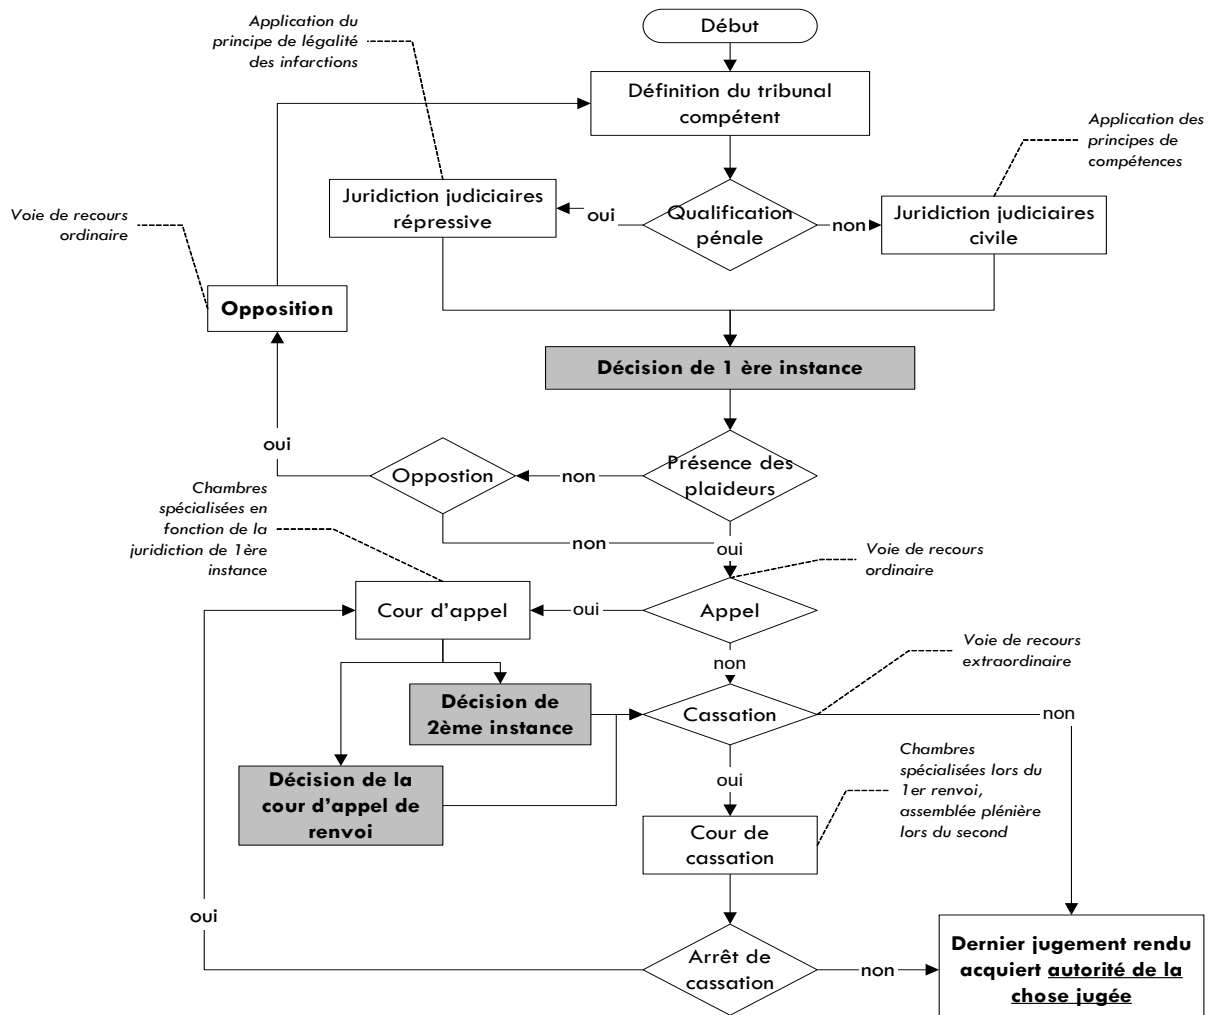 Début
Application du
principe de légalité
des infarctions
Définition du tribunal
compétent
Application des
principes de
compétences
Juridiction judiciaires
répressive
oui
Qualification
pénale
non
Juridiction judiciaires
civile
Voie de recours
ordinaire
Opposition
Décision de 1 ère instance
oui
Oppostion
non
Présence des
plaideurs
Chambres
spécialisées en
fonction de la
juridiction de 1ère
instance
non
oui
Voie de recours
ordinaire
Cour d’appel
oui
Appel
non
Voie de recours
extraordinaire
Décision de
2ème instance
Cassation
non
Décision de la
cour d’appel de
renvoi
oui
Chambres
spécialisées lors du
1er renvoi,
assemblée plénière
lors du second
Cour de
cassation
oui
Arrêt de
cassation
non
Dernier jugement rendu
acquiert autorité de la
chose jugée